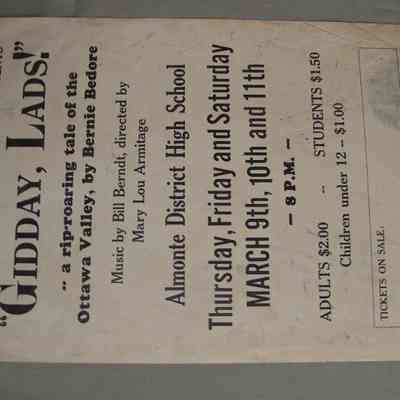 "GIDDAY, LADS!"
-- a rip-roaring tale of the
Ottawa Valley, by Bernie Bedore
Music by Bill Berndt, directed by
Mary Lou Armitage
Almonte District High School
Thursday, Friday and Saturday
MARCH 9th, 10th and 11th
— 8 P.M. —
ADULTS $2.00 -- STUDENTS $1.50
Children under 12 -- $1.00
TICKETS ON SALE.